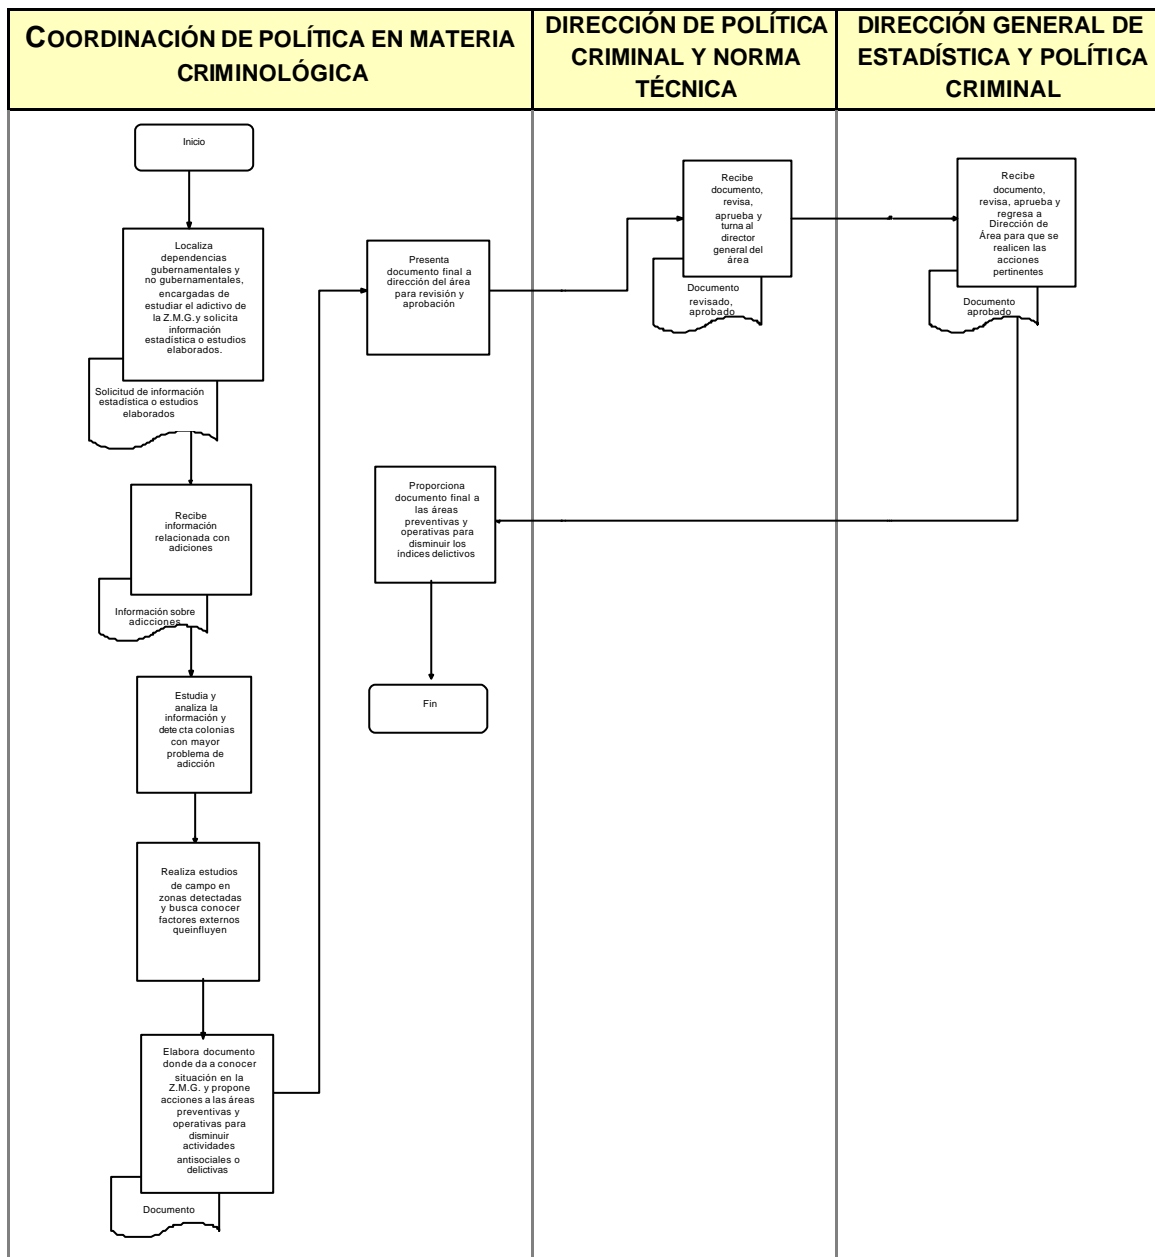 COORDINACIÓN DE POLÍTICA EN MATERIA
CRIMINOLÓGICA
DIRECCIÓN DE POLÍTICA
CRIMINAL Y NORMA
TÉCNICA
DIRECCIÓN GENERAL DE
ESTADÍSTICA Y POLÍTICA
CRIMINAL
Inicio
Localiza
dependencias
gubernamentales y
no gubernamentales,
encargadas de
estudiar el adictivo de
la Z.M.G. y solicita
información
estadística o estudios
elaborados.
Solicitud de información
estadística o estudios
elaborados
Recibe
información
relacionada con
adiciones
Información sobre
adicciones
Estudia y
analiza la
información y
detecta colonias
con mayor
problema de
adicción
Realiza estudios
de campo en
zonas detectadas
y busca conocer
factores externos
queinfluyen
Elabora documento
donde da a conocer
situación en la
Z.M.G. y propone
acciones a las áreas
preventivas y
operativas para
disminuir
actividades
antisociales o
delictivas
Documento
Presenta
documento final a
dirección del área
para revisión y
aprobación
Recibe
documento,
revisa,
aprueba y
turna al
director
general del
área
Documento
revisado,
aprobado
Recibe
documento,
revisa, aprueba y
regresa a
Dirección de
Área para que se
realicen las
acciones
pertinentes
Documento
aprobado
Proporciona
documento final a
las áreas
preventivas y
operativas para
disminuir los
índices delictivos
Fin